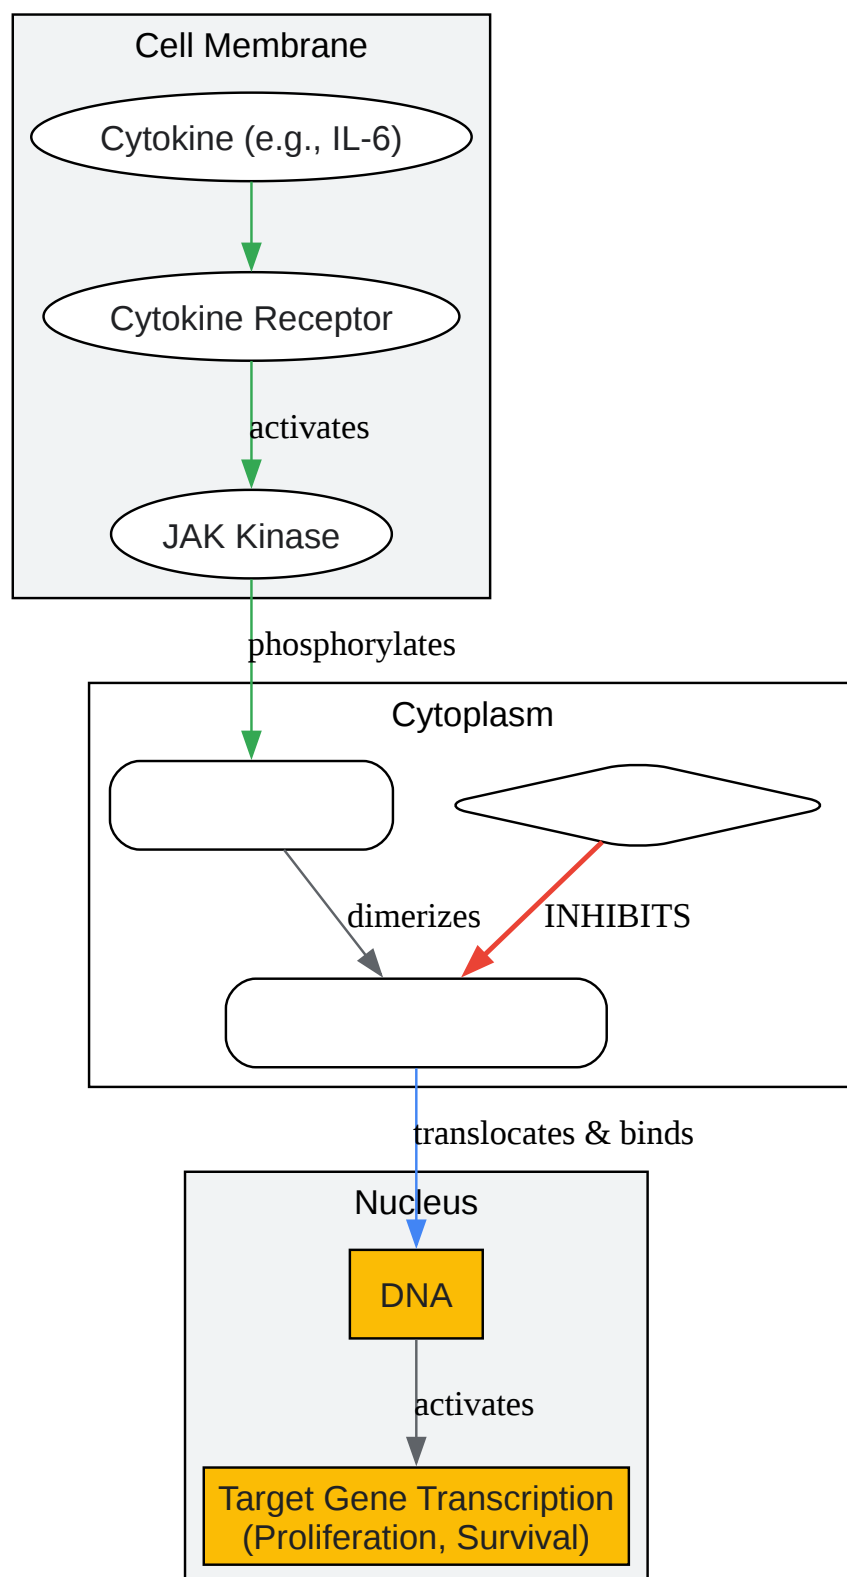 Cell Membrane
Cytokine (e.g., IL-6)
Cytokine Receptor
activates
JAK Kinase
phosphorylates
Cytoplasm
dimerizes
INHIBITS
translocates & binds
Nucleus
DNA
activates
Target Gene Transcription
(Proliferation, Survival)